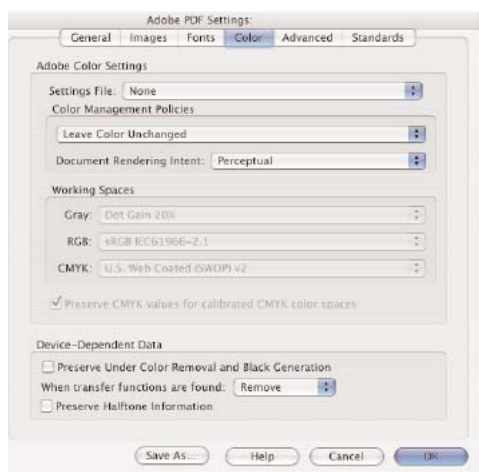 Adobe PDF Settings:
General Images Fonts Color Advanced Standards
Adobe Color Settings
Settings File: None
Color Management Policies
Leave Color Unchanged
Document Rendering Intent: Perceptual
Working Spaces
Gray: Dot Gain 20%
RGB: sRGB IEC61966-2.1
CMYK: U.S. Web Coated (SWOP) v2
Preserve CMYK values for calibrated CMYK color spaces
Device-Dependent Data
Preserve Under Color Removal and Black Generation
When transfer functions are found: Remove
Preserve Halftone Information
Save As... Help Cancel OK